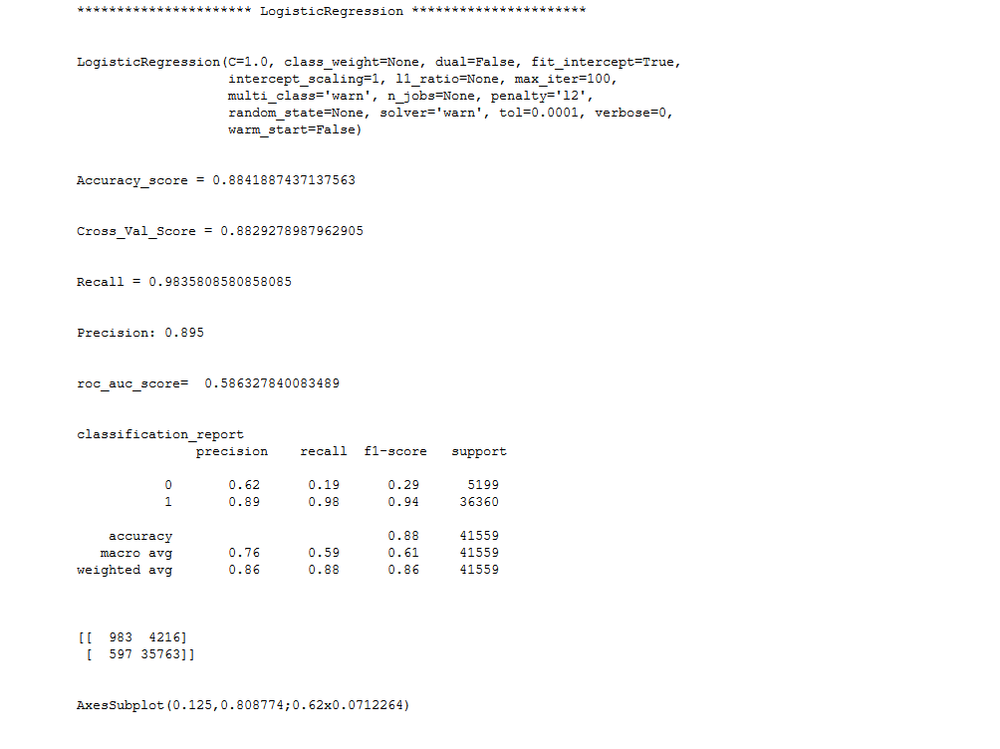 ********************** LogisticRegression **********************
LogisticRegression(C=1.0, class_weight=None, dual=False, fit_intercept=True,
intercept_scaling=1, l1_ratio=None, max_iter=100,
multi_class='warn', n_jobs=None, penalty='l2',
random_state=None, solver='warn', tol=0.0001, verbose=0,
warm_start=False)
Accuracy_score = 0.8841887437137563
Cross_Val_Score = 0.8829278987962905
Recall = 0.9835808580858085
Precision: 0.895
roc_auc_score=  0.586327840083489
classification_report
precision    recall  f1-score   support
0       0.62      0.19      0.29      5199
1       0.89      0.98      0.94     36360
accuracy                           0.88     41559
macro avg       0.76      0.59      0.61     41559
weighted avg       0.86      0.88      0.86     41559
[[  983  4216]
[  597 35763]]
AxesSubplot(0.125,0.808774;0.62x0.0712264)